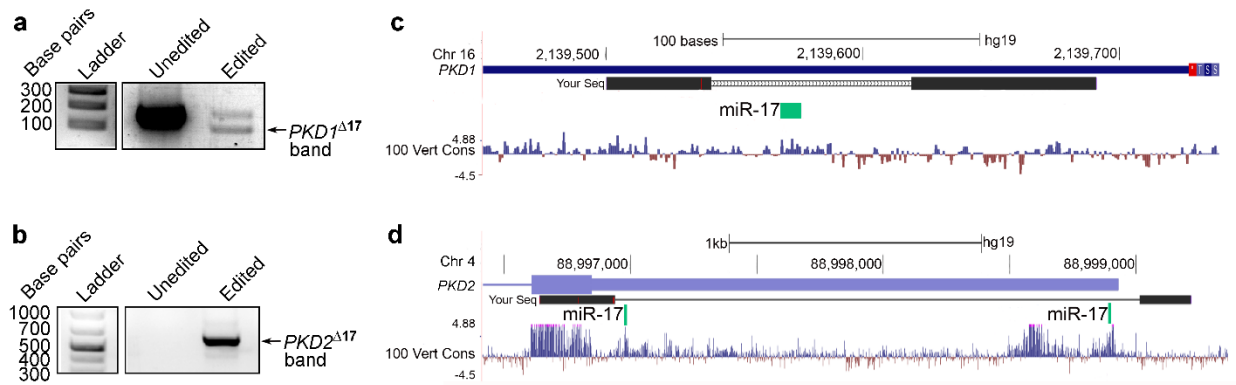 a
Base pairs
Ladder
Unedited
Edited
300
200
100
PKD1Δ17
band
b
Base pairs
Ladder
Unedited
Edited
1000
700
500
400
300
PKD2Δ17
band
c
100 bases hg19
Chr 16 2,139,500 2,139,600 2,139,700
PKD1 * T S S
Your Seq
miR-17
4.88
100 Vert Cons
-4.5
d
1kb hg19
Chr 4 88,997,000 88,998,000 88,999,000
PKD2
Your Seq
miR-17 miR-17
4.88
100 Vert Cons
-4.5